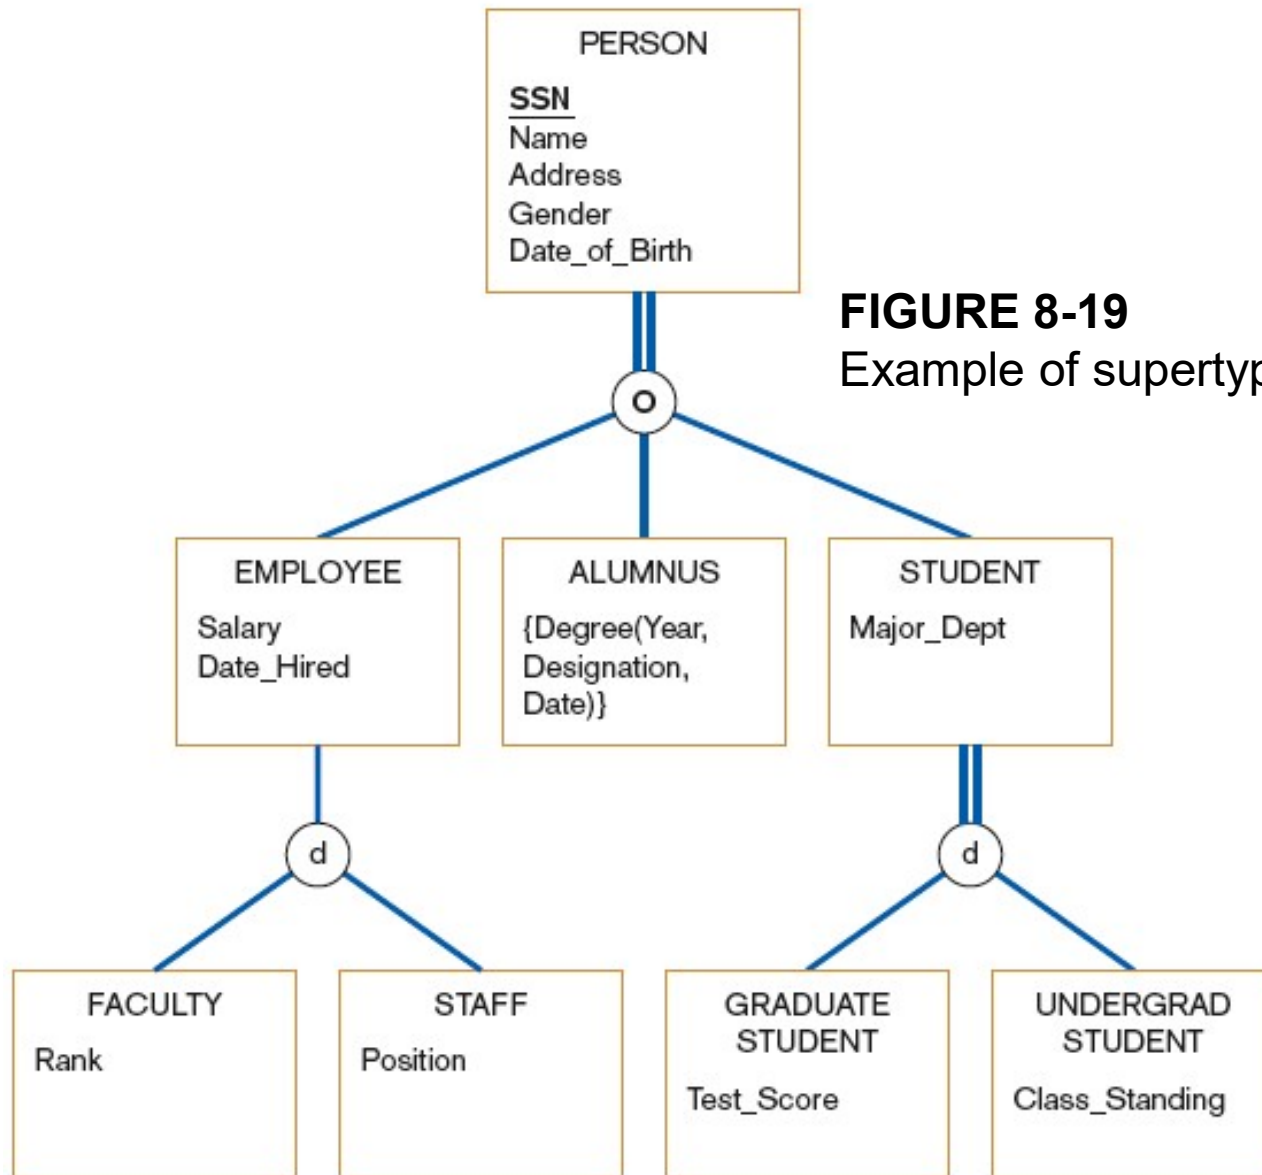 PERSON
SSN
Name
Address
Gender
Date_of_Birth
FIGURE 8-19
Example of supertyp
O
EMPLOYEE
Salary
Date_Hired
ALUMNUS
{Degree(Year,
Designation,
Date)}
STUDENT
Major_Dept
d
d
FACULTY
Rank
STAFF
Position
GRADUATE
STUDENT
Test_Score
UNDERGRAD
STUDENT
Class_Standing